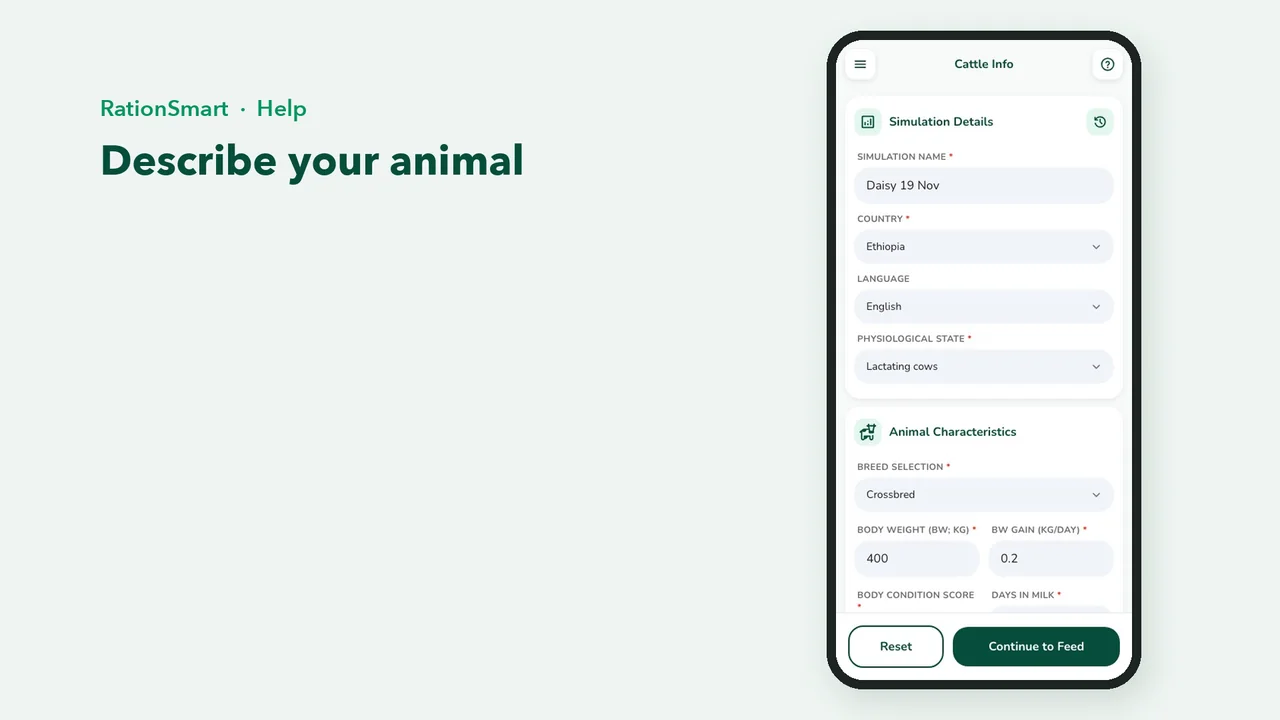 RationSmart · Help
Describe your animal
Cattle Info
Simulation Details
SIMULATION NAME *
Daisy 19 Nov
COUNTRY *
Ethiopia
LANGUAGE
English
PHYSIOLOGICAL STATE *
Lactating cows
Animal Characteristics
BREED SELECTION *
Crossbred
BODY WEIGHT (BW; KG) * BW GAIN (KG/DAY) *
400 0.2
BODY CONDITION SCORE * DAYS IN MILK *
Reset Continue to Feed